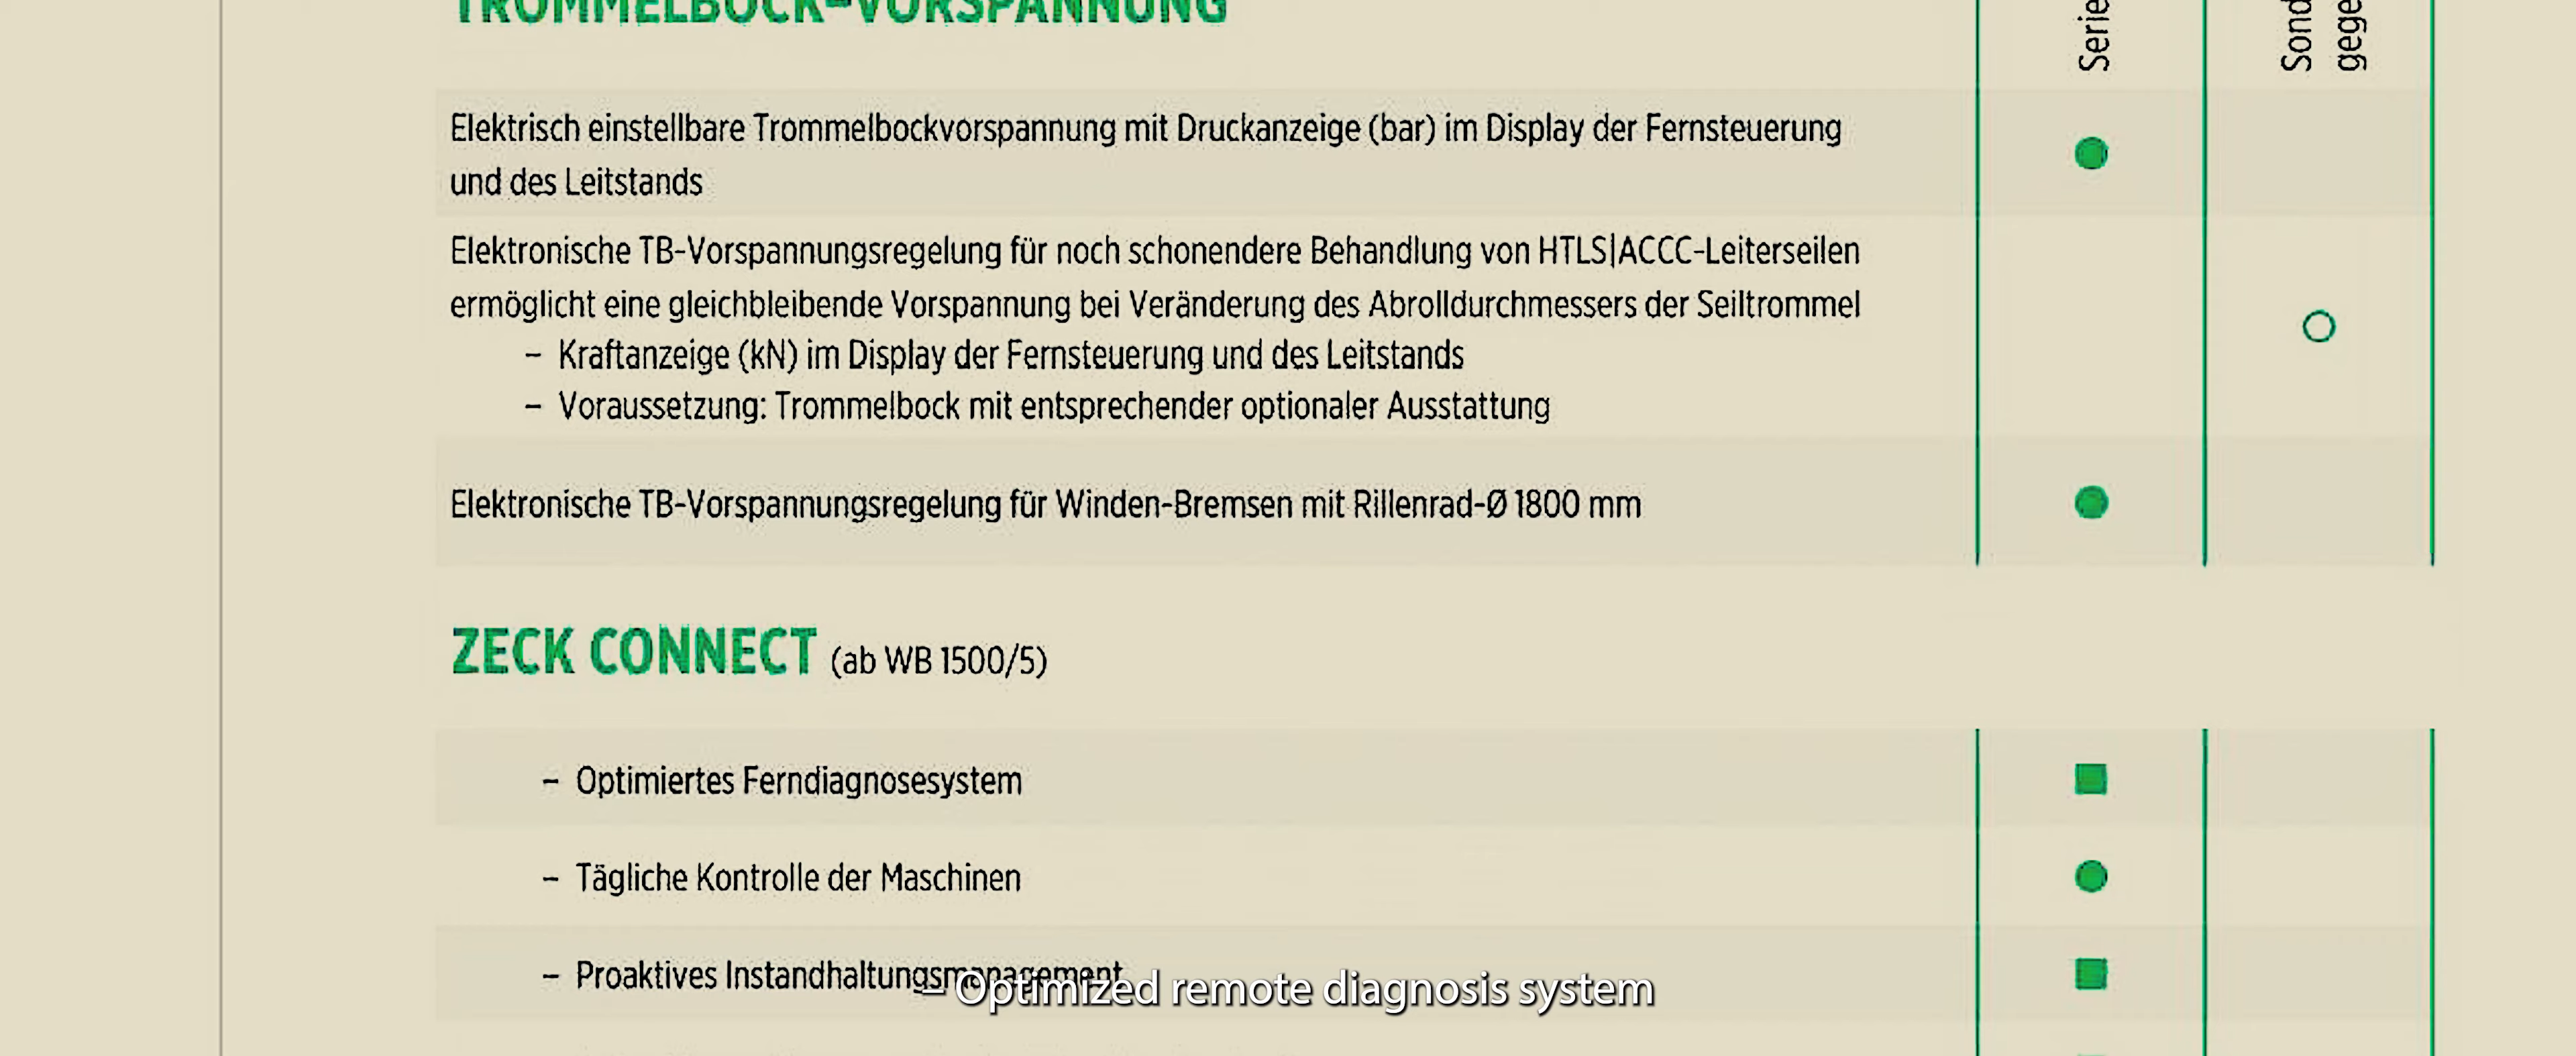 TROMMELBOCK-VORSPANNUNG
Serie
Sond
gege
Elektrisch einstellbare Trommelbockvorspannung mit Druckanzeige (bar) im Display der Fernsteuerung
und des Leitstands
Elektronische TB-Vorspannungsregelung für noch schonendere Behandlung von HTLS|ACCC-Leiterseilen
ermöglicht eine gleichbleibende Vorspannung bei Veränderung des Abrolldurchmessers der Seiltrommel
– Kraftanzeige (kN) im Display der Fernsteuerung und des Leitstands
– Voraussetzung: Trommelbock mit entsprechender optionaler Ausstattung
Elektronische TB-Vorspannungsregelung für Winden-Bremsen mit Rillenrad-Ø 1800 mm
ZECK CONNECT (ab WB 1500/5)
– Optimiertes Ferndiagnosesystem
– Tägliche Kontrolle der Maschinen
– Proaktives Instandhaltungsmanagement
– Optimized remote diagnosis system